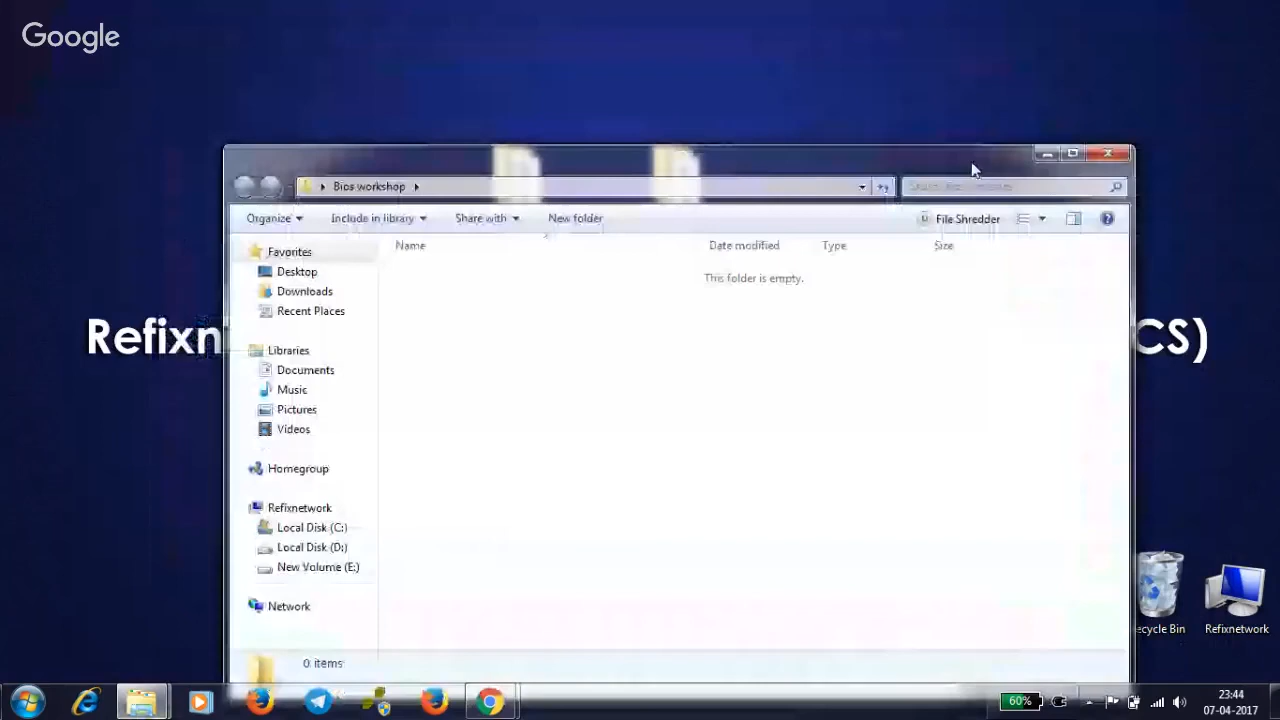 Google
Bios workshop
Organize
Include in library
Share with
New folder
File Shredder
Name
Date modified
Type
Size
This folder is empty.
Favorites
Desktop
Downloads
Recent Places
Libraries
Documents
Music
Pictures
Videos
Homegroup
Refixnetwork
Local Disk (C:)
Local Disk (D:)
New Volume (E:)
Network
0 items
Refixn
CS)
ecycle Bin
Refixnetwork
60%
23:44
07-04-2017